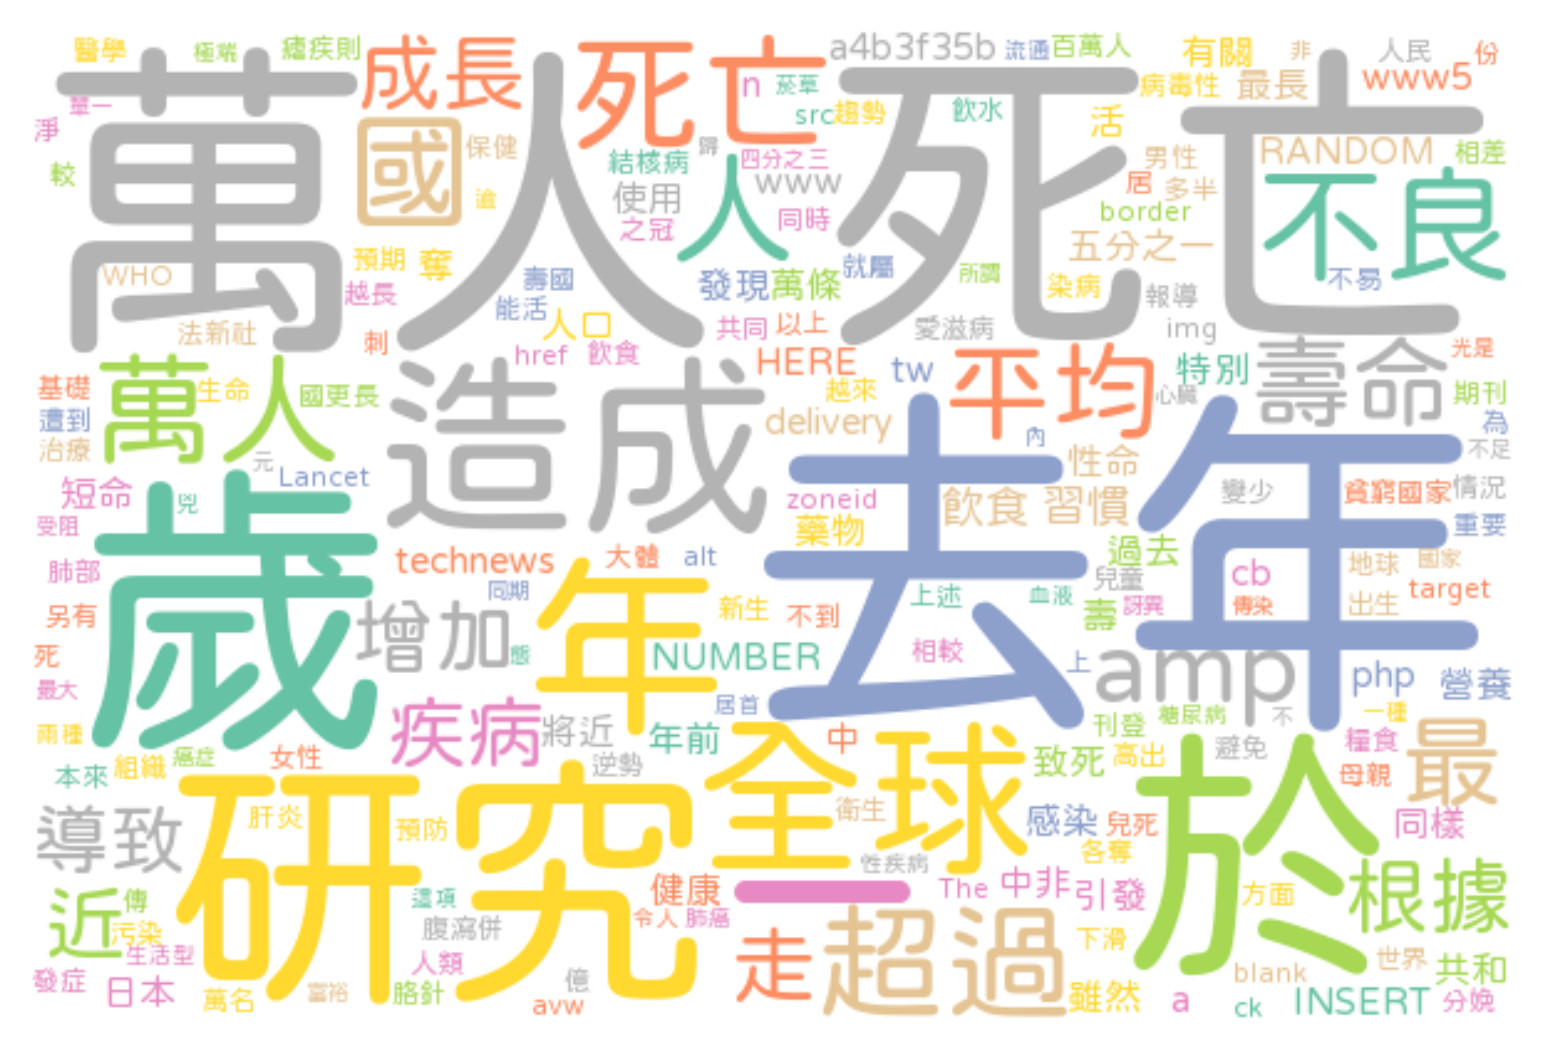 醫學 極端 瘧疾則 成長 死亡 a4b3f35b 流通 百萬人 有關 非 人民 份
萬人 死亡 n 菸草 病毒性 最長 www5
淨 國 保健 src 趨勢 飲水 活 RANDOM 相差
較 結核病 歸 四分之三 男性 不良
使用 人 www 居 多半
之冠 同時 border
WHO 預期 奪 五分之一
越長 壽國 發現 萬條 就屬 所謂 染病 不易
能活 報導
法新社 刺 人口 共同 以上 愛滋病 img
href 飲食 HERE tw 平均 特別 壽命 光是
基礎 萬人 生命 國更長 造成 越來 心臟 期刊
遭到 delivery 內 去年 為
治療 元 Lancet 性命 不足
短命 歲 兇 zoneid 飲食 習慣 變少 貧窮國家 情況
受阻 藥物 重要
肺部 technews 大體 alt 過去 地球 國家
同期 年 兒童 cb target
另有 增加 新生 不到 上述 血液 壽 訝異 傳染 出生
死 態 NUMBER 相較 上 amp
最大 疾病 居首 php 營養
兩種 將近 年前 全球 中 刊登 糖尿病 不 一種
本來 組織 癌症 女性 逆勢 致死 高出 避免 糧食 最
研究 母親
導致 肝炎 預防 衛生 感染 兒死 於 同樣
性疾病 各奪
近 傳 這項 健康 一 The 中非 引發 方面 根據
污染 腹瀉併 令人 肺癌 走 超過 下滑
生活型 人類 世界 共和
發症 日本 萬名 富裕 胳針 億 avw 雖然 a blank ck INSERT 分娩